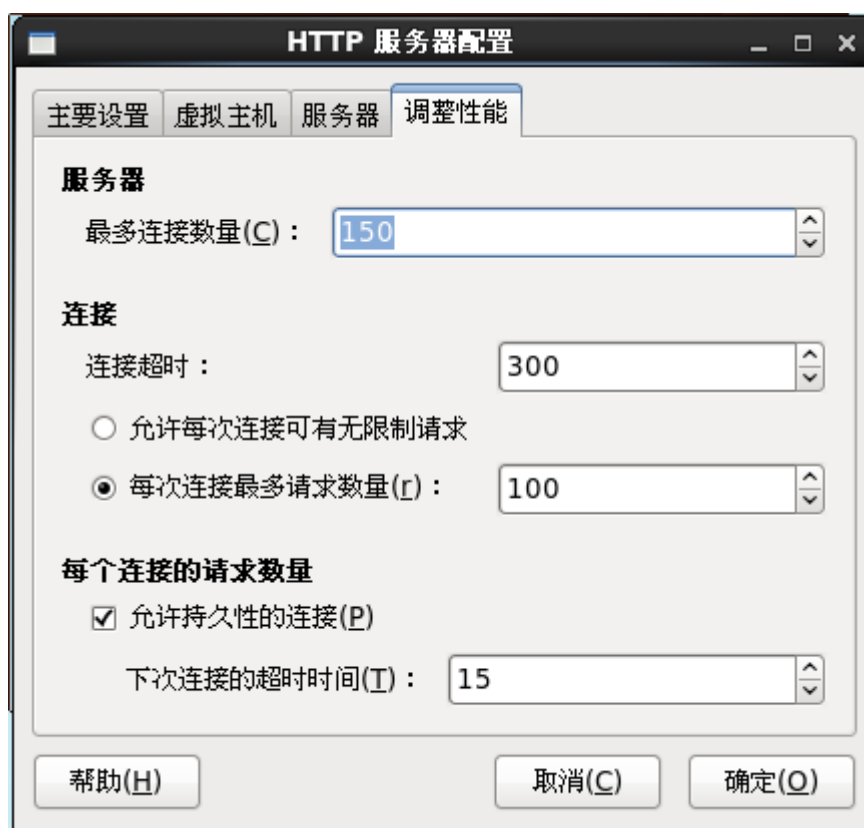 HTTP 服务器配置
主要设置 虚拟主机 服务器 调整性能
服务器
最多连接数量(C)： 150
连接
连接超时： 300
允许每次连接可有无限制请求
每次连接最多请求数量(r)： 100
每个连接的请求数量
允许持久性的连接(P)
下次连接的超时时间(T)： 15
帮助(H) 取消(C) 确定(O)